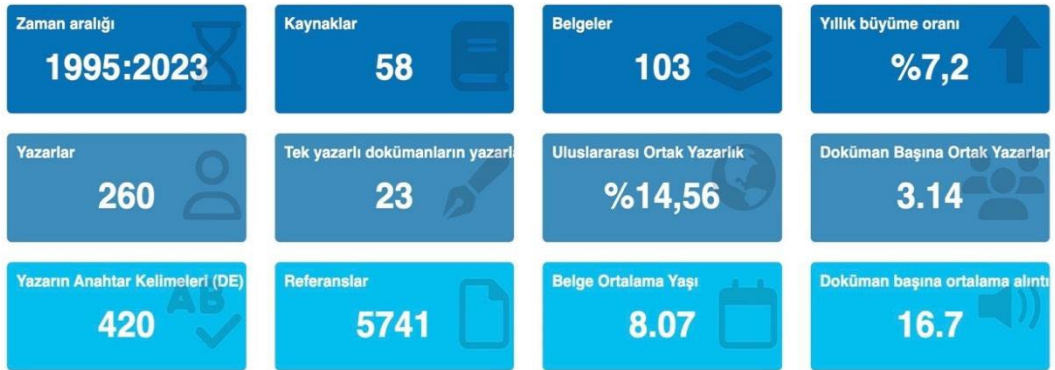 Zaman aralığı
1995:2023
Kaynaklar
58
Belgeler
103
Yıllık büyüme oranı
%7,2
Yazarlar
260
Tek yazarlı dokümanların
23
Uluslararası Ortak Yazarlık
%14,56
Doküman Başına Ortak Yazarlar
3.14
Yazarın Anahtar Kelimeleri (DE)
420
Referanslar
5741
Belge Ortalama Yaşı
8.07
Doküman başına ortalama alıntı
16.7